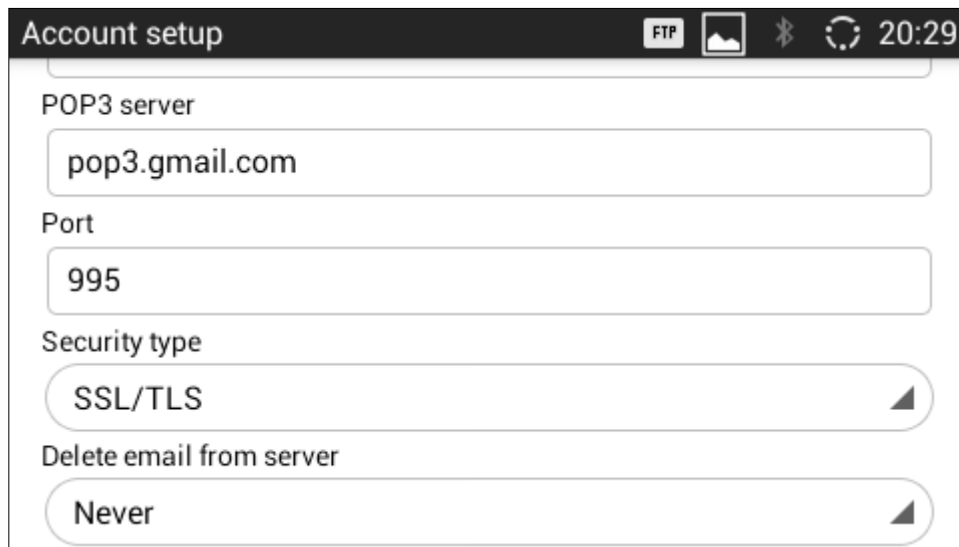 Account setup FTP 20:29
POP3 server
pop3.gmail.com
Port
995
Security type
SSL/TLS
Delete email from server
Never